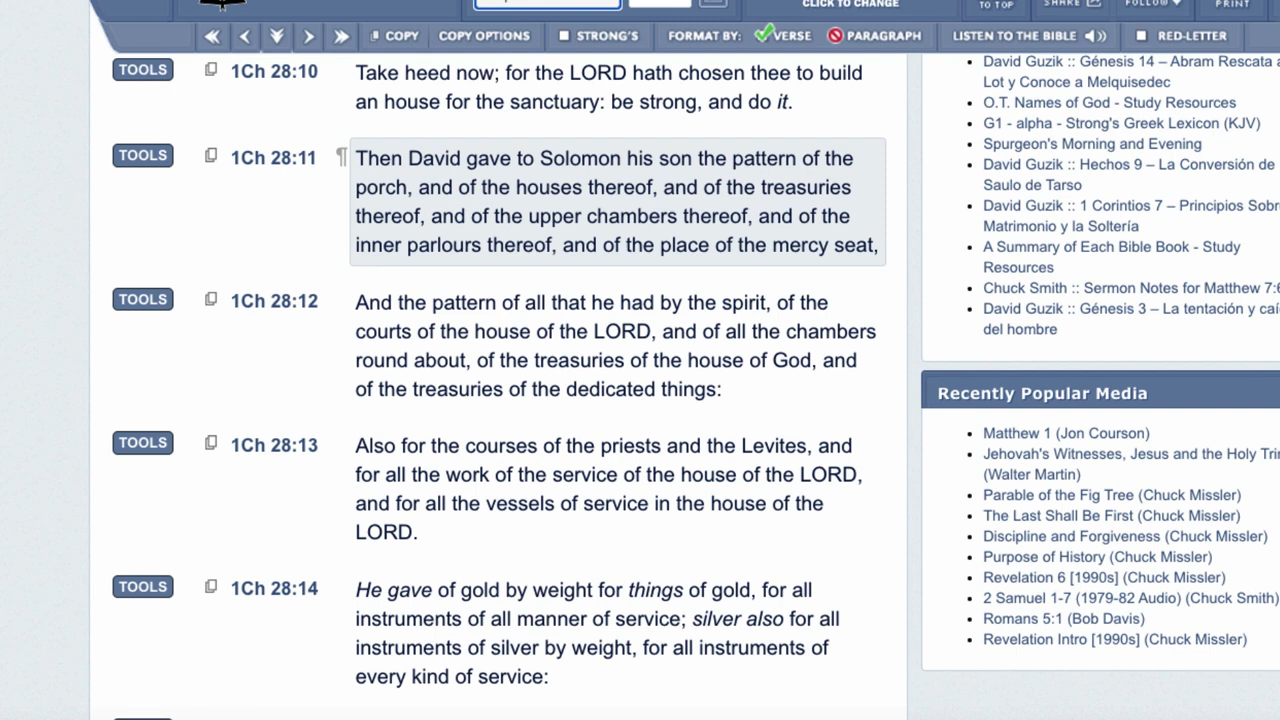 CLICK TO CHANGE
TO TOP
SHARE
FOLLOW
PRINT
COPY
COPY OPTIONS
STRONG'S
FORMAT BY:
VERSE
PARAGRAPH
LISTEN TO THE BIBLE
RED-LETTER
TOOLS
1Ch 28:10
Take heed now; for the LORD hath chosen thee to build
an house for the sanctuary: be strong, and do it.
TOOLS
1Ch 28:11
¶
Then David gave to Solomon his son the pattern of the
porch, and of the houses thereof, and of the treasuries
thereof, and of the upper chambers thereof, and of the
inner parlours thereof, and of the place of the mercy seat,
TOOLS
1Ch 28:12
And the pattern of all that he had by the spirit, of the
courts of the house of the LORD, and of all the chambers
round about, of the treasuries of the house of God, and
of the treasuries of the dedicated things:
TOOLS
1Ch 28:13
Also for the courses of the priests and the Levites, and
for all the work of the service of the house of the LORD,
and for all the vessels of service in the house of the
LORD.
TOOLS
1Ch 28:14
He gave of gold by weight for things of gold, for all
instruments of all manner of service; silver also for all
instruments of silver by weight, for all instruments of
every kind of service:
David Guzik :: Génesis 14 – Abram Rescata a
Lot y Conoce a Melquisedec
O.T. Names of God - Study Resources
G1 - alpha - Strong's Greek Lexicon (KJV)
Spurgeon's Morning and Evening
David Guzik :: Hechos 9 – La Conversión de
Saulo de Tarso
David Guzik :: 1 Corintios 7 – Principios Sobr
Matrimonio y la Soltería
A Summary of Each Bible Book - Study
Resources
Chuck Smith :: Sermon Notes for Matthew 7:6
David Guzik :: Génesis 3 – La tentación y caí
del hombre
Recently Popular Media
Matthew 1 (Jon Courson)
Jehovah's Witnesses, Jesus and the Holy Trin
(Walter Martin)
Parable of the Fig Tree (Chuck Missler)
The Last Shall Be First (Chuck Missler)
Discipline and Forgiveness (Chuck Missler)
Purpose of History (Chuck Missler)
Revelation 6 [1990s] (Chuck Missler)
2 Samuel 1-7 (1979-82 Audio) (Chuck Smith)
Romans 5:1 (Bob Davis)
Revelation Intro [1990s] (Chuck Missler)